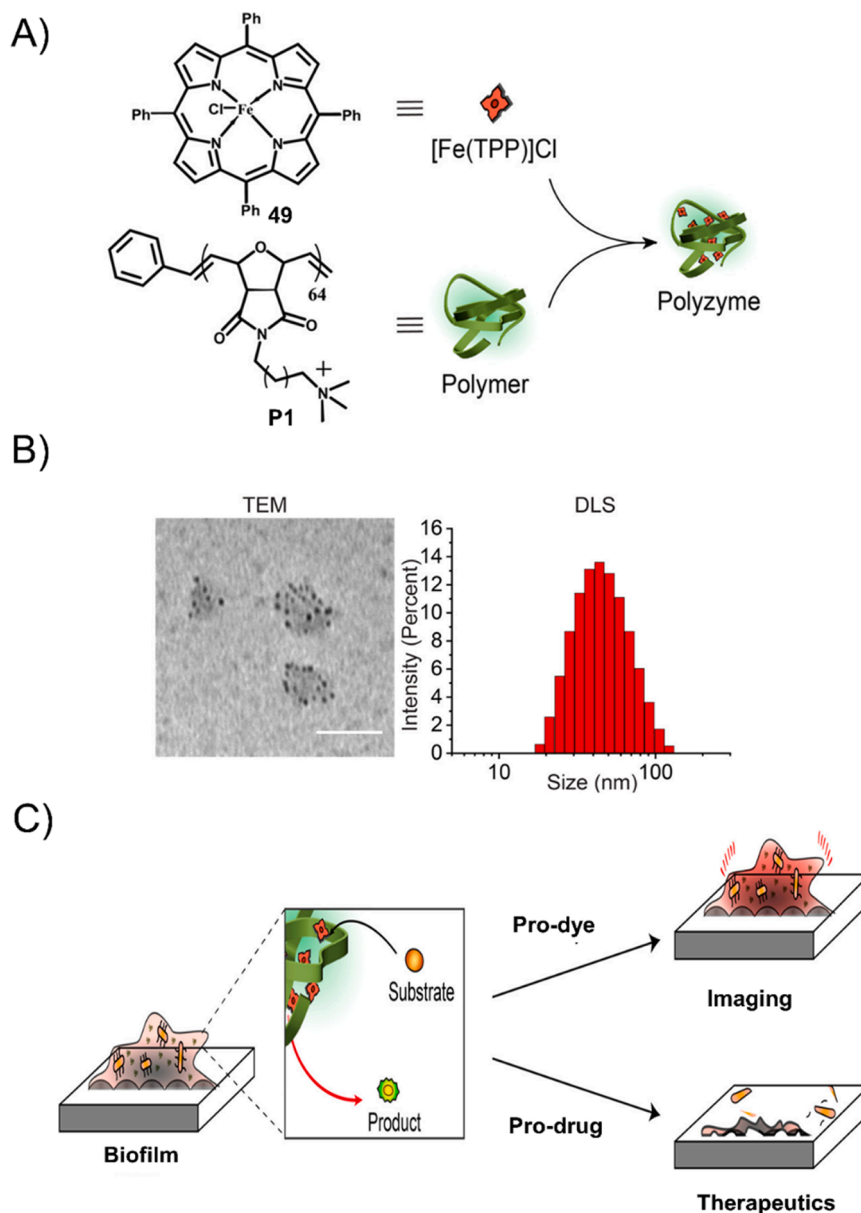 A)
Ph
N
N
Cl
Fe
Ph
Ph
N
N
Ph
49
[Fe(TPP)]Cl
O
64
O
N
O
+
N
P1
Polymer
Polyzyme
B)
TEM
DLS
Intensity (Percent)
16
14
12
10
8
6
4
2
0
10
100
Size (nm)
C)
Substrate
Product
Biofilm
Pro-dye
Pro-drug
Imaging
Therapeutics